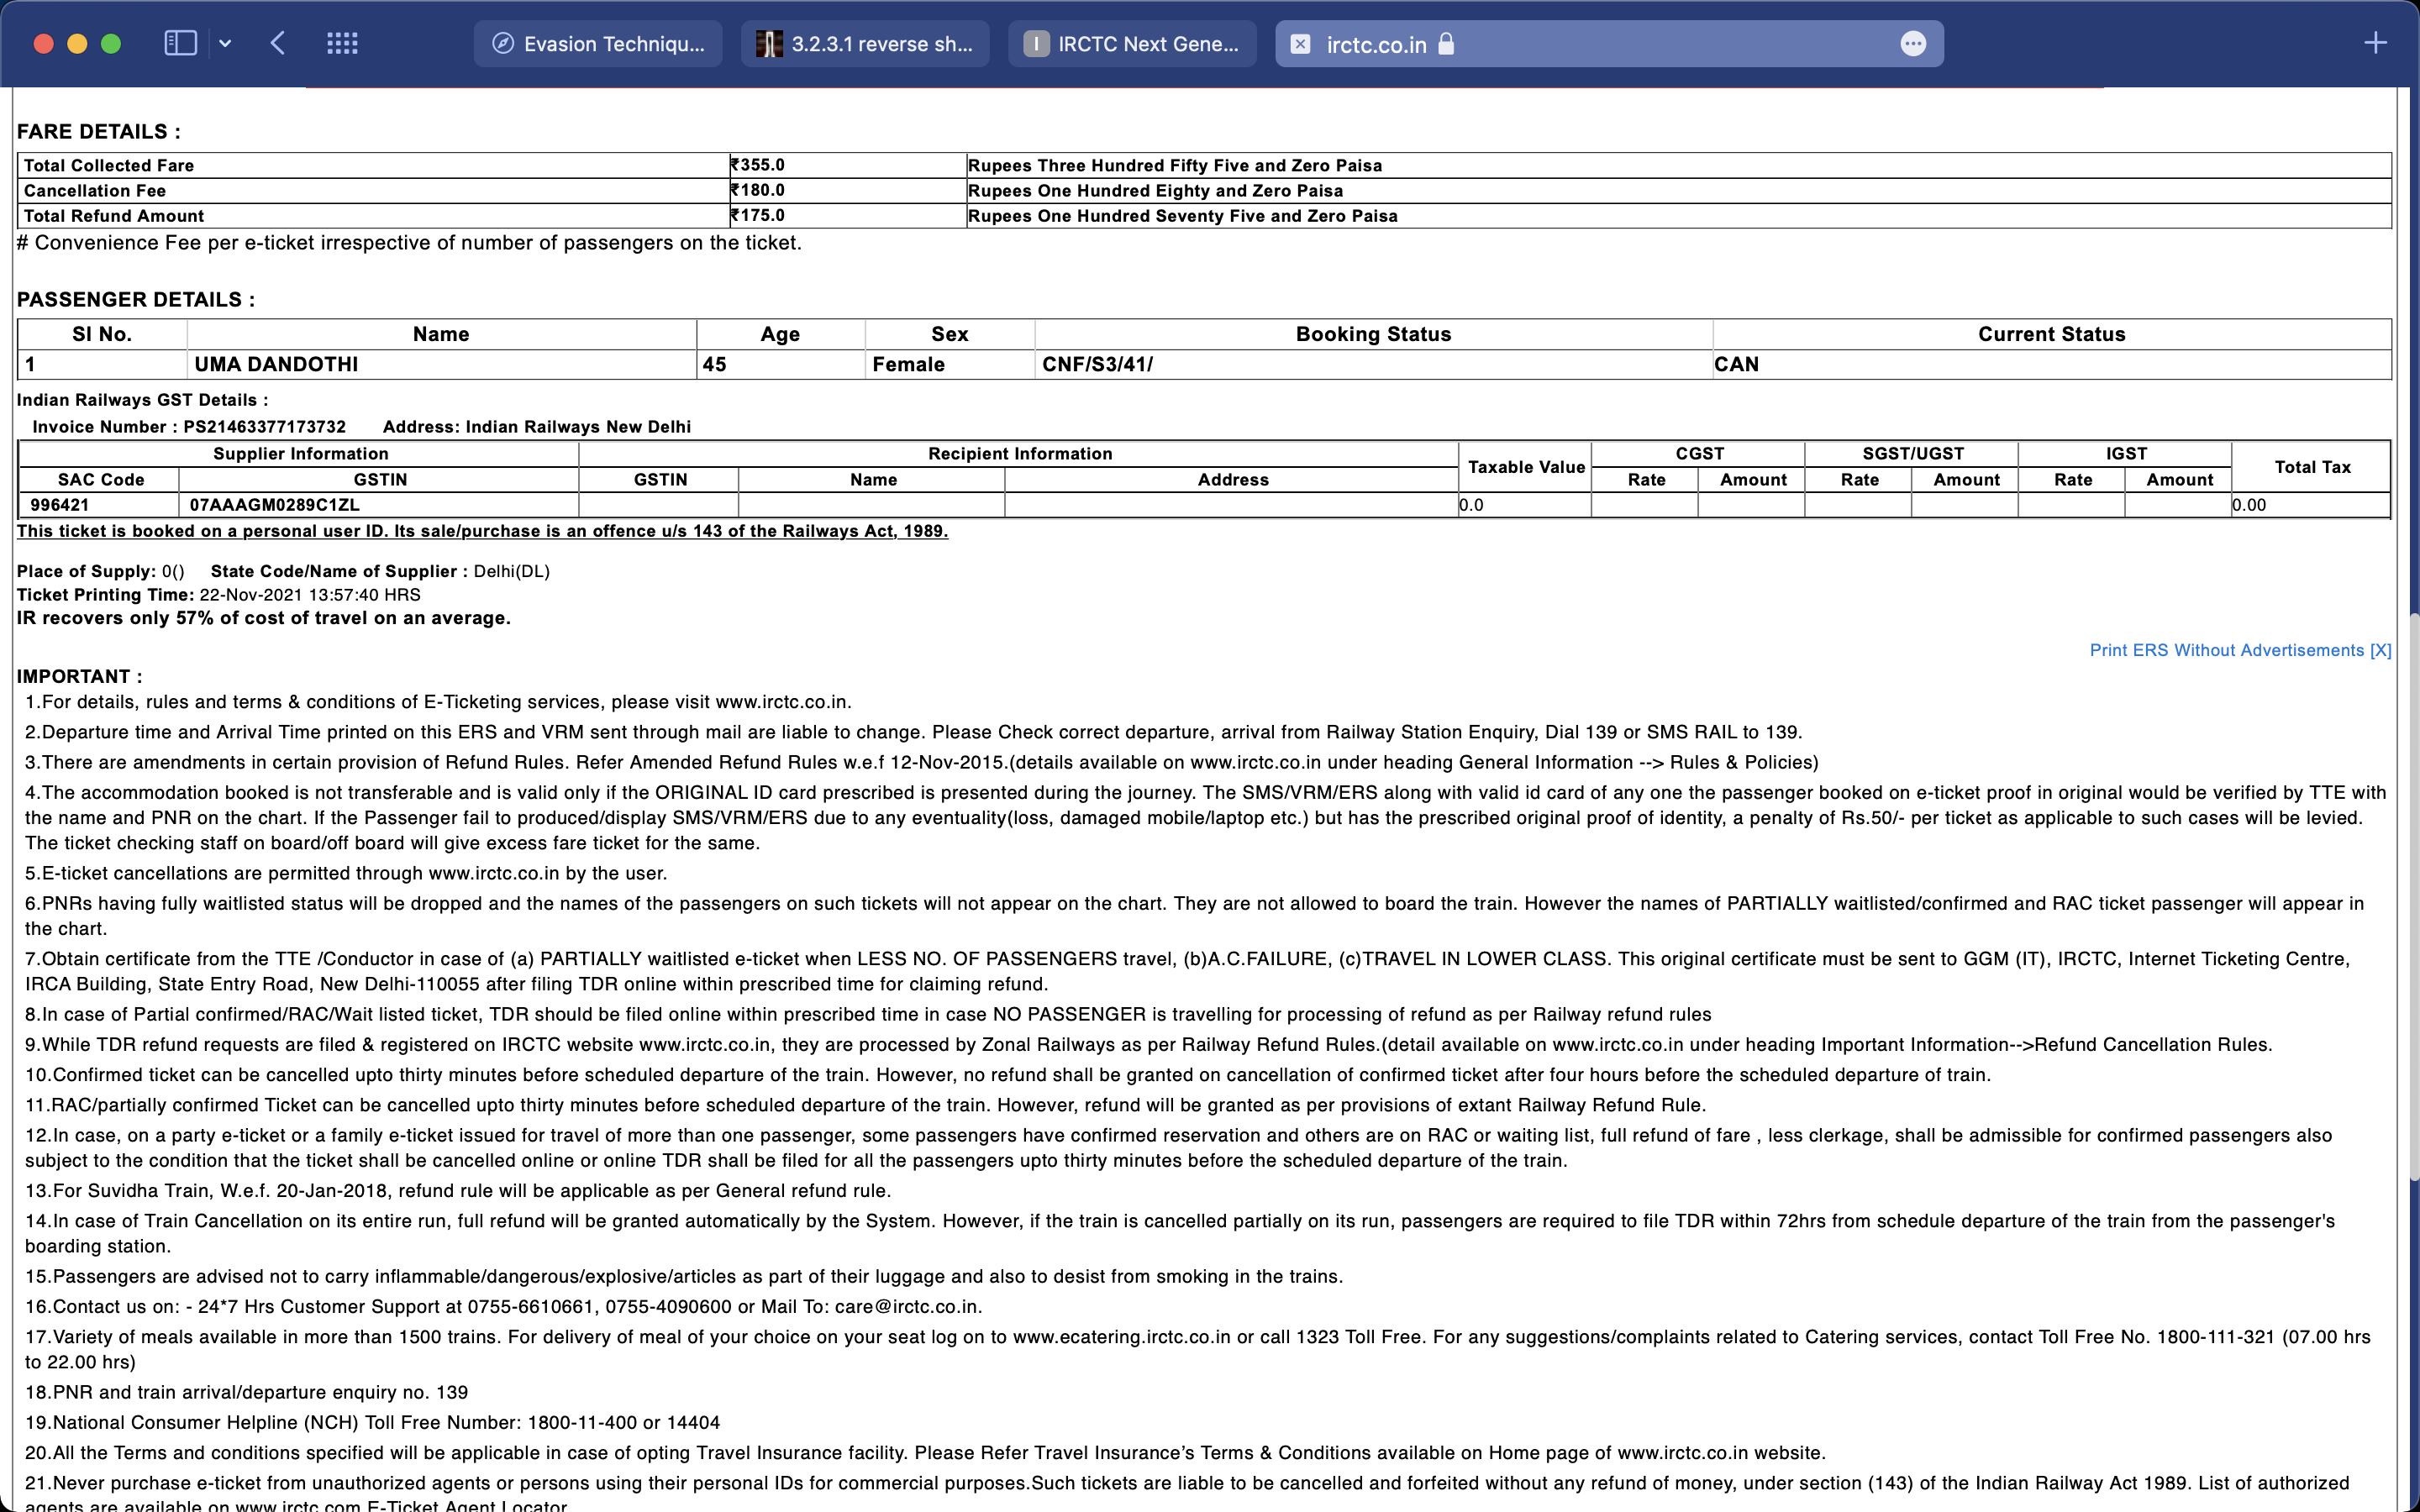 Evasion Techniqu...
3.2.3.1 reverse sh...
I IRCTC Next Gene...
irctc.co.in
FARE DETAILS :
Total Collected Fare ₹355.0 Rupees Three Hundred Fifty Five and Zero Paisa
Cancellation Fee ₹180.0 Rupees One Hundred Eighty and Zero Paisa
Total Refund Amount ₹175.0 Rupees One Hundred Seventy Five and Zero Paisa
# Convenience Fee per e-ticket irrespective of number of passengers on the ticket.
PASSENGER DETAILS :
SI No. Name Age Sex Booking Status Current Status
1 UMA DANDOTHI 45 Female CNF/S3/41/ CAN
Indian Railways GST Details :
Invoice Number : PS21463377173732 Address: Indian Railways New Delhi
Supplier Information Recipient Information Taxable Value CGST SGST/UGST IGST Total Tax
SAC Code GSTIN GSTIN Name Address Rate Amount Rate Amount Rate Amount
996421 07AAAGM0289C1ZL 0.0 0.00
This ticket is booked on a personal user ID. Its sale/purchase is an offence u/s 143 of the Railways Act, 1989.
Place of Supply: 0() State Code/Name of Supplier : Delhi(DL)
Ticket Printing Time: 22-Nov-2021 13:57:40 HRS
IR recovers only 57% of cost of travel on an average.
Print ERS Without Advertisements [X]
IMPORTANT :
1.For details, rules and terms & conditions of E-Ticketing services, please visit www.irctc.co.in.
2.Departure time and Arrival Time printed on this ERS and VRM sent through mail are liable to change. Please Check correct departure, arrival from Railway Station Enquiry, Dial 139 or SMS RAIL to 139.
3.There are amendments in certain provision of Refund Rules. Refer Amended Refund Rules w.e.f 12-Nov-2015.(details available on www.irctc.co.in under heading General Information --> Rules & Policies)
4.The accommodation booked is not transferable and is valid only if the ORIGINAL ID card prescribed is presented during the journey. The SMS/VRM/ERS along with valid id card of any one the passenger booked on e-ticket proof in original would be verified by TTE with
the name and PNR on the chart. If the Passenger fail to produced/display SMS/VRM/ERS due to any eventuality(loss, damaged mobile/laptop etc.) but has the prescribed original proof of identity, a penalty of Rs.50/- per ticket as applicable to such cases will be levied.
The ticket checking staff on board/off board will give excess fare ticket for the same.
5.E-ticket cancellations are permitted through www.irctc.co.in by the user.
6.PNRs having fully waitlisted status will be dropped and the names of the passengers on such tickets will not appear on the chart. They are not allowed to board the train. However the names of PARTIALLY waitlisted/confirmed and RAC ticket passenger will appear in
the chart.
7.Obtain certificate from the TTE /Conductor in case of (a) PARTIALLY waitlisted e-ticket when LESS NO. OF PASSENGERS travel, (b)A.C.FAILURE, (c)TRAVEL IN LOWER CLASS. This original certificate must be sent to GGM (IT), IRCTC, Internet Ticketing Centre,
IRCA Building, State Entry Road, New Delhi-110055 after filing TDR online within prescribed time for claiming refund.
8.In case of Partial confirmed/RAC/Wait listed ticket, TDR should be filed online within prescribed time in case NO PASSENGER is travelling for processing of refund as per Railway refund rules
9.While TDR refund requests are filed & registered on IRCTC website www.irctc.co.in, they are processed by Zonal Railways as per Railway Refund Rules.(detail available on www.irctc.co.in under heading Important Information-->Refund Cancellation Rules.
10.Confirmed ticket can be cancelled upto thirty minutes before scheduled departure of the train. However, no refund shall be granted on cancellation of confirmed ticket after four hours before the scheduled departure of train.
11.RAC/partially confirmed Ticket can be cancelled upto thirty minutes before scheduled departure of the train. However, refund will be granted as per provisions of extant Railway Refund Rule.
12.In case, on a party e-ticket or a family e-ticket issued for travel of more than one passenger, some passengers have confirmed reservation and others are on RAC or waiting list, full refund of fare , less clerkage, shall be admissible for confirmed passengers also
subject to the condition that the ticket shall be cancelled online or online TDR shall be filed for all the passengers upto thirty minutes before the scheduled departure of the train.
13.For Suvidha Train, W.e.f. 20-Jan-2018, refund rule will be applicable as per General refund rule.
14.In case of Train Cancellation on its entire run, full refund will be granted automatically by the System. However, if the train is cancelled partially on its run, passengers are required to file TDR within 72hrs from schedule departure of the train from the passenger's
boarding station.
15.Passengers are advised not to carry inflammable/dangerous/explosive/articles as part of their luggage and also to desist from smoking in the trains.
16.Contact us on: - 24*7 Hrs Customer Support at 0755-6610661, 0755-4090600 or Mail To: care@irctc.co.in.
17.Variety of meals available in more than 1500 trains. For delivery of meal of your choice on your seat log on to www.ecatering.irctc.co.in or call 1323 Toll Free. For any suggestions/complaints related to Catering services, contact Toll Free No. 1800-111-321 (07.00 hrs
to 22.00 hrs)
18.PNR and train arrival/departure enquiry no. 139
19.National Consumer Helpline (NCH) Toll Free Number: 1800-11-400 or 14404
20.All the Terms and conditions specified will be applicable in case of opting Travel Insurance facility. Please Refer Travel Insurance’s Terms & Conditions available on Home page of www.irctc.co.in website.
21.Never purchase e-ticket from unauthorized agents or persons using their personal IDs for commercial purposes.Such tickets are liable to be cancelled and forfeited without any refund of money, under section (143) of the Indian Railway Act 1989. List of authorized
agents are available on www.irctc.com E-Ticket Agent Locator